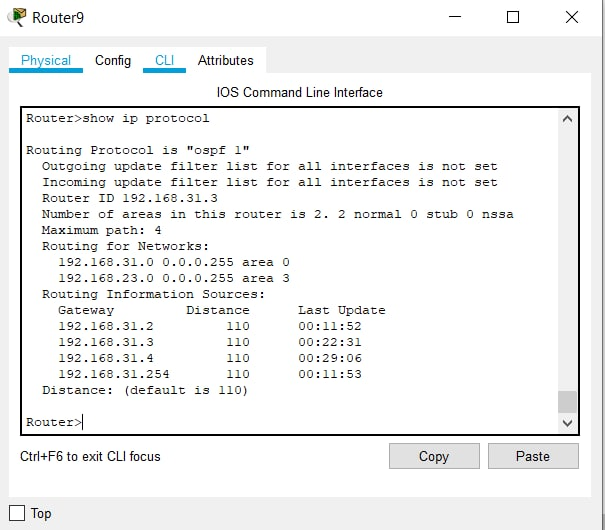 Router9
Physical Config CLI Attributes
IOS Command Line Interface
Router>show ip protocol
Routing Protocol is "ospf 1"
Outgoing update filter list for all interfaces is not set
Incoming update filter list for all interfaces is not set
Router ID 192.168.31.3
Number of areas in this router is 2. 2 normal 0 stub 0 nssa
Maximum path: 4
Routing for Networks:
192.168.31.0 0.0.0.255 area 0
192.168.23.0 0.0.0.255 area 3
Routing Information Sources:
Gateway Distance Last Update
192.168.31.2 110 00:11:52
192.168.31.3 110 00:22:31
192.168.31.4 110 00:29:06
192.168.31.254 110 00:11:53
Distance: (default is 110)
Router>
Ctrl+F6 to exit CLI focus Copy Paste
Top